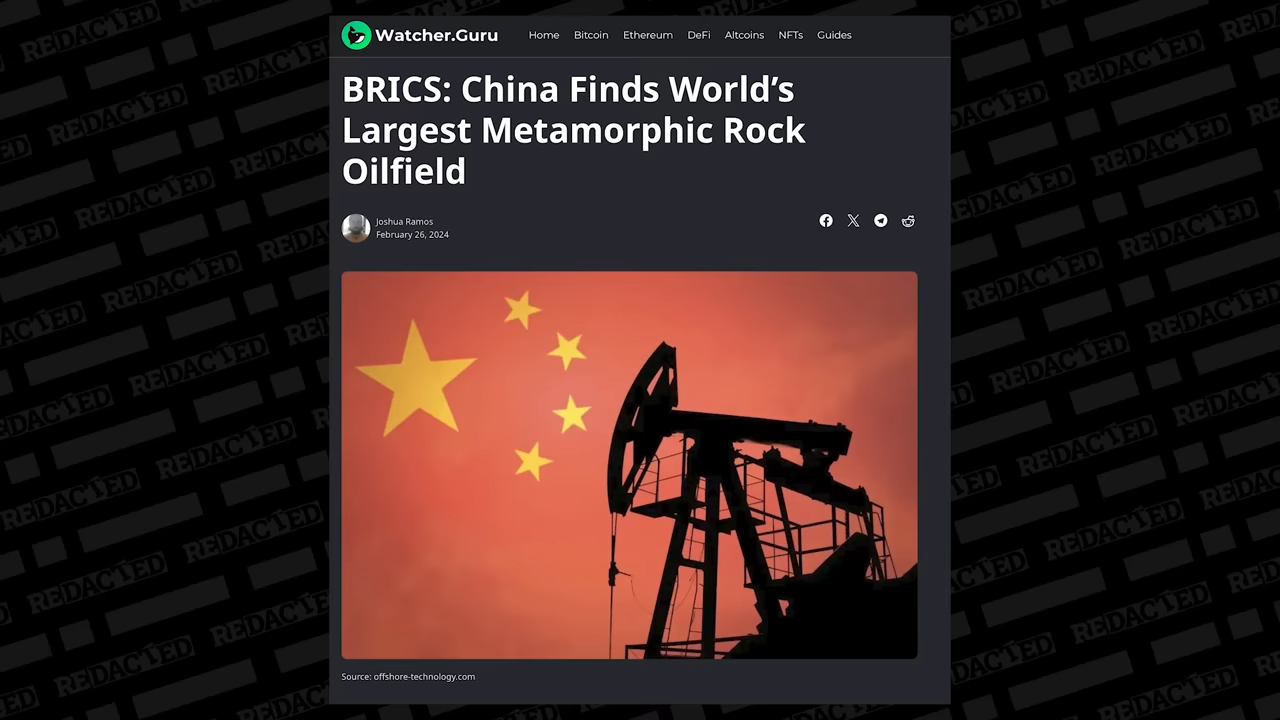 Watcher.Guru Home Bitcoin Ethereum DeFi Altcoins NFTs Guides
BRICS: China Finds World’s
Largest Metamorphic Rock
Oilfield
Joshua Ramos
February 26, 2024
Source: offshore-technology.com
REDACTED